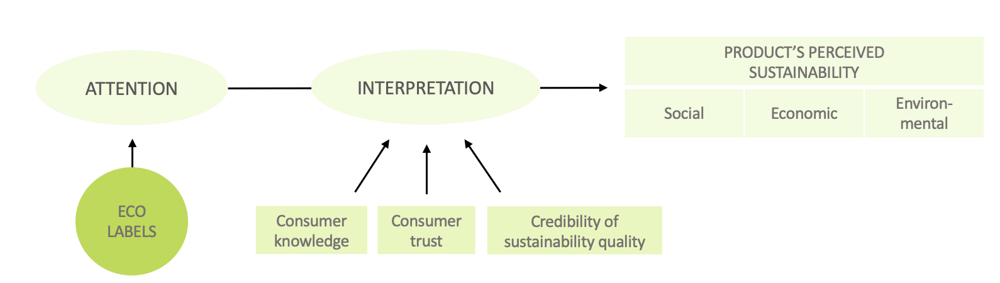 ATTENTION
INTERPRETATION
PRODUCT’S PERCEIVED
SUSTAINABILITY
Social
Economic
Environ-
mental
ECO
LABELS
Consumer
knowledge
Consumer
trust
Credibility of
sustainability quality